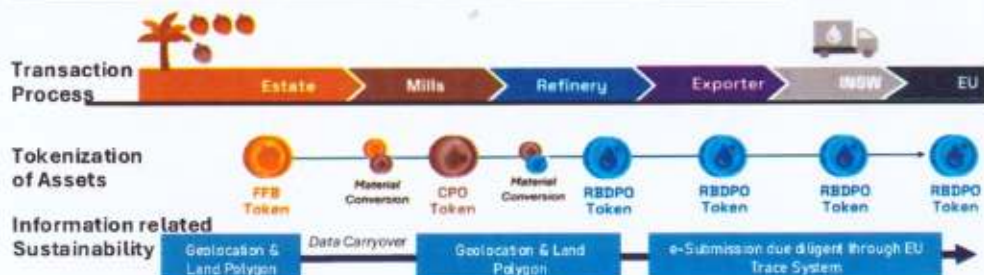 Transaction
Process
Estate
Mills
Refinery
Exporter
INSW
EU
Tokenization
of Assets
FFB
Token
Material
Conversion
CPO
Token
Material
Conversion
RBDPO
Token
RBDPO
Token
RBDPO
Token
RBDPO
Token
Information related
Sustainability
Geolocation &
Land Polygon
Data Carryover
Geolocation & Land
Polygon
e-Submission due diligent through EU
Trace System